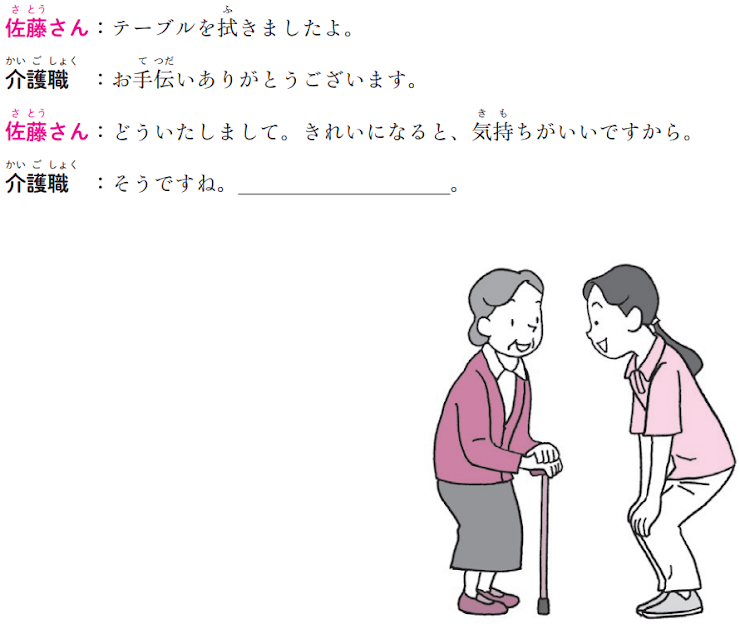 佐藤さん：テーブルを拭きましたよ。
介護職：お手伝いありがとうございます。
佐藤さん：どういたしまして。きれいになると、気持ちがいいですから。
介護職：そうですね。＿＿＿＿＿＿＿＿＿＿。